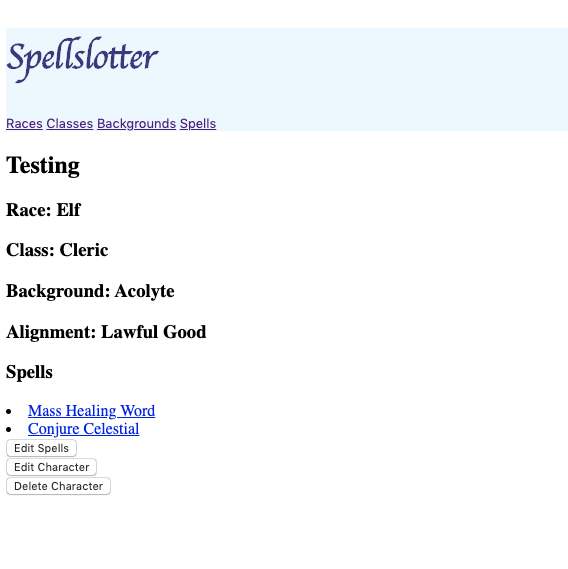 Spellslotter
Races Classes Backgrounds Spells
Testing
Race: Elf
Class: Cleric
Background: Acolyte
Alignment: Lawful Good
Spells
• Mass Healing Word
• Conjure Celestial
Edit Spells
Edit Character
Delete Character